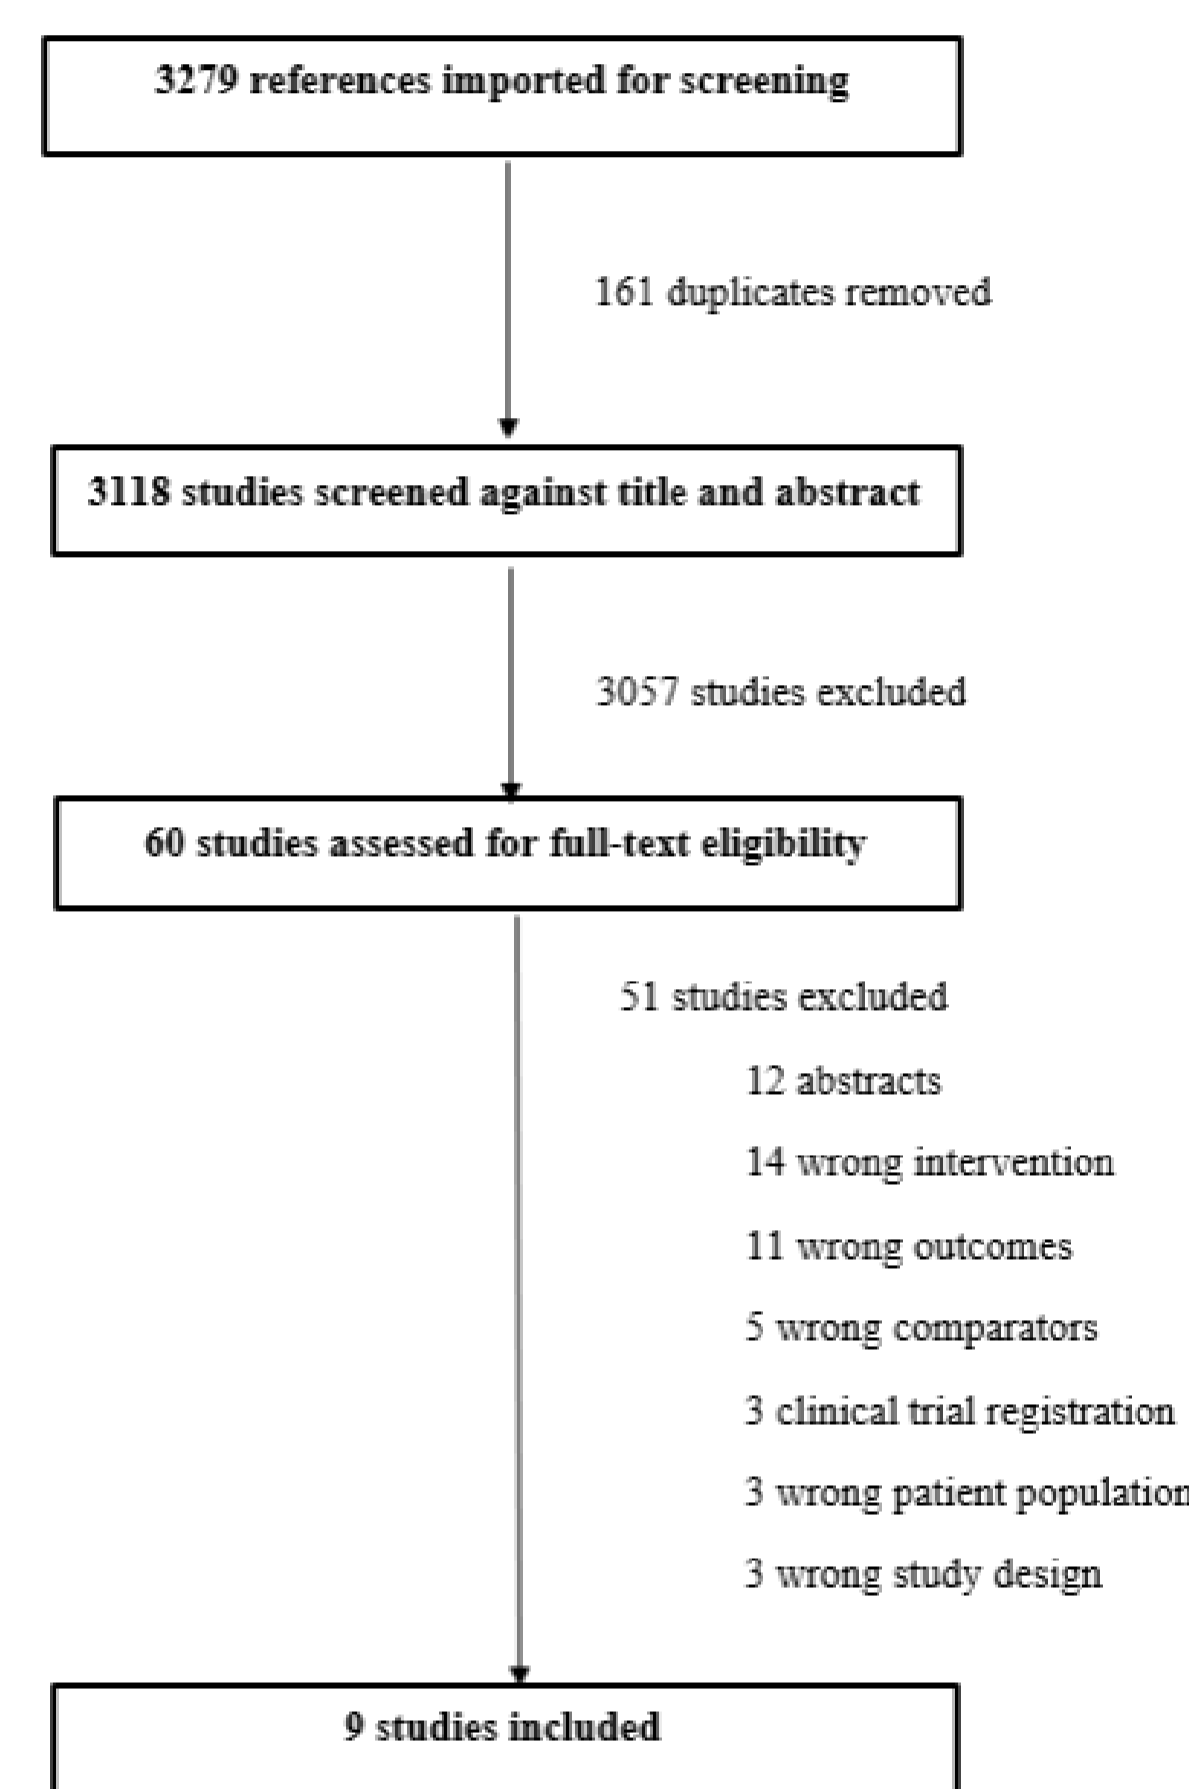 3279 references imported for screening
161 duplicates removed
3118 studies screened against title and abstract
3057 studies excluded
60 studies assessed for full-text eligibility
51 studies excluded
12 abstracts
14 wrong intervention
11 wrong outcomes
5 wrong comparators
3 clinical trial registration
3 wrong patient population
3 wrong study design
9 studies included